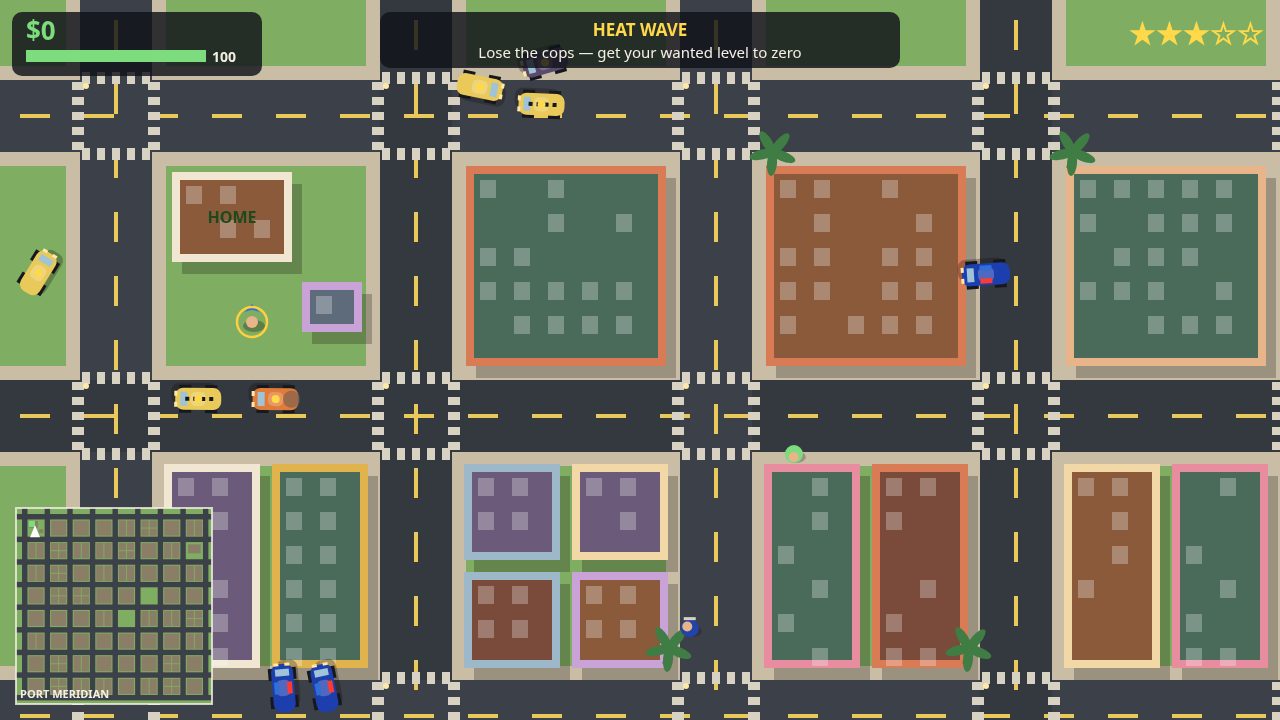 $0
100
HEAT WAVE
Lose the cops — get your wanted level to zero
HOME
PORT MERIDIAN